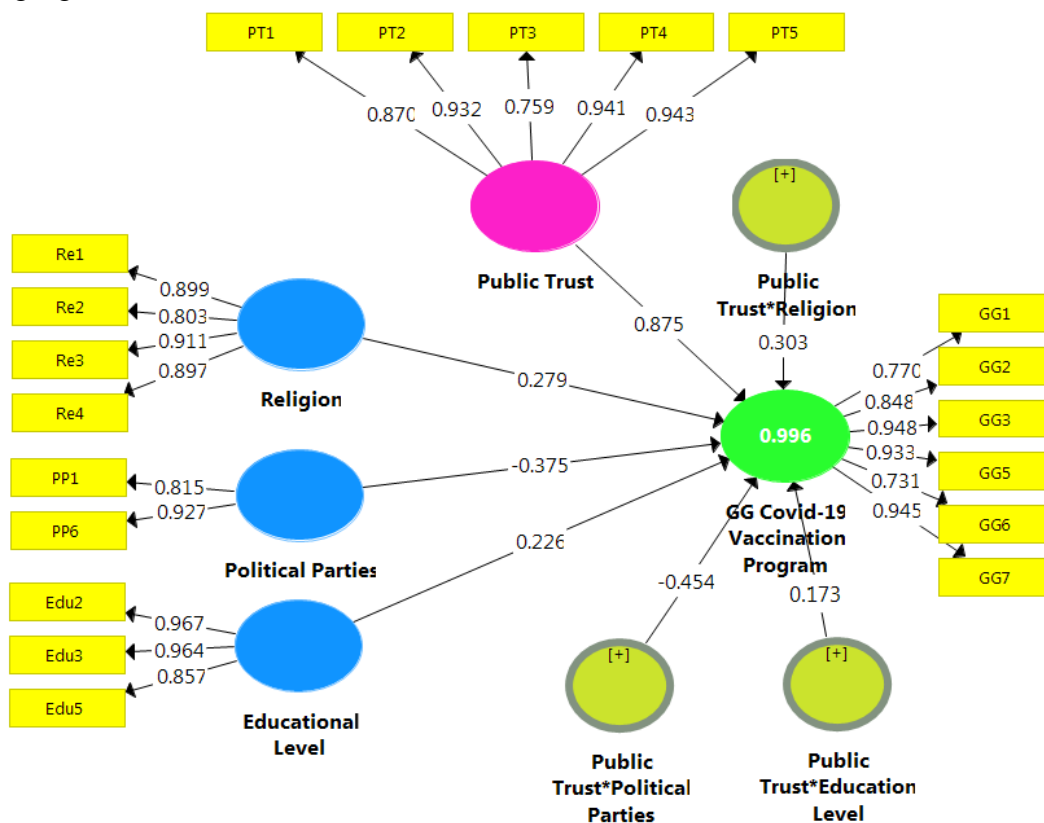 PT1 PT2 PT3 PT4 PT5
0.870 0.932 0.759 0.941 0.943
[+]
Public Trust
Public
Trust*Religion
Re1
Re2
Re3
Re4
0.899
0.803
0.911
0.897
Religion
0.875
0.303
0.279
GG1
GG2
GG3
GG5
GG6
GG7
0.770
0.848
0.948
0.933
0.731
0.945
0.996
GG Covid-19
Vaccination
Program
PP1
PP6
0.815
0.927
Political Parties
-0.375
0.226
Edu2
Edu3
Edu5
0.967
0.964
0.857
Educational
Level
-0.454
0.173
[+]
Public
Trust*Political
Parties
[+]
Public
Trust*Education
Level